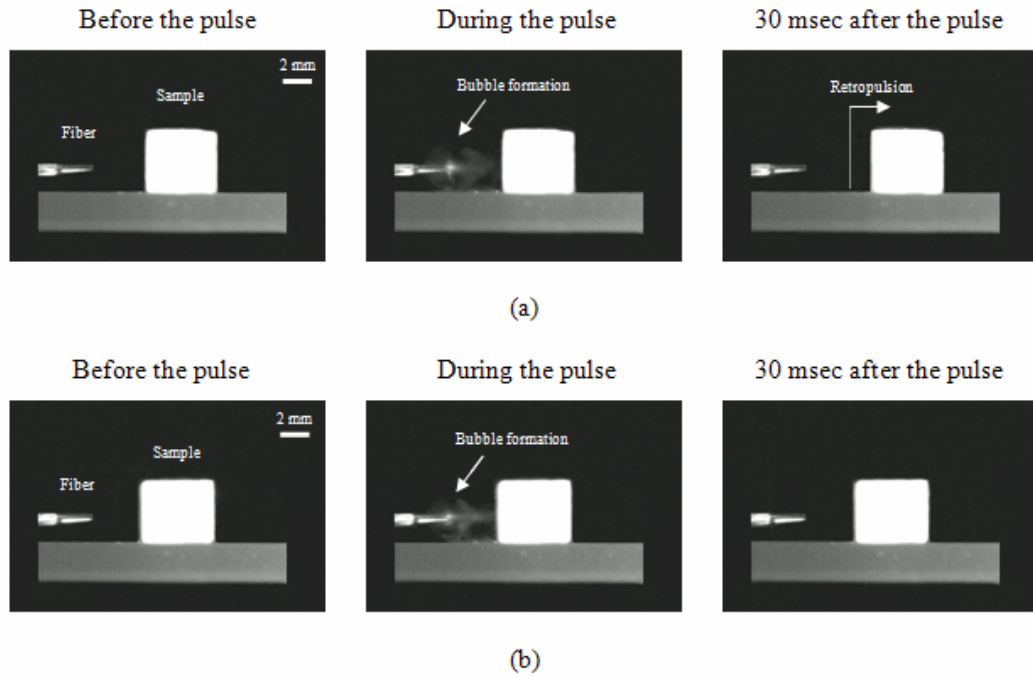 Before the pulse
During the pulse
30 msec after the pulse
2 mm
Sample
Fiber
Bubble formation
Retropulsion
(a)
Before the pulse
During the pulse
30 msec after the pulse
2 mm
Sample
Fiber
Bubble formation
(b)